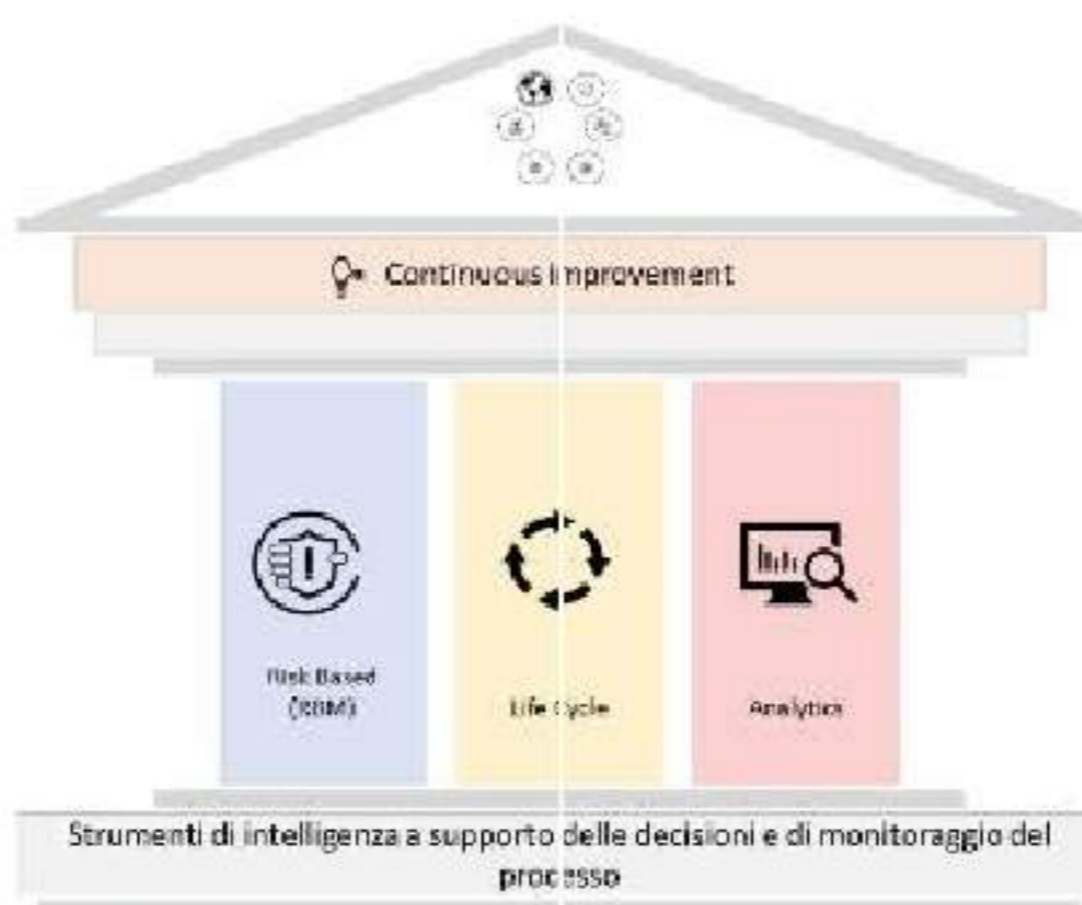 Continuous improvement
Risk Based
(RBM)
Life Cycle
Analytics
Strumenti di intelligenza a supporto delle decisioni e di monitoraggio del
processo